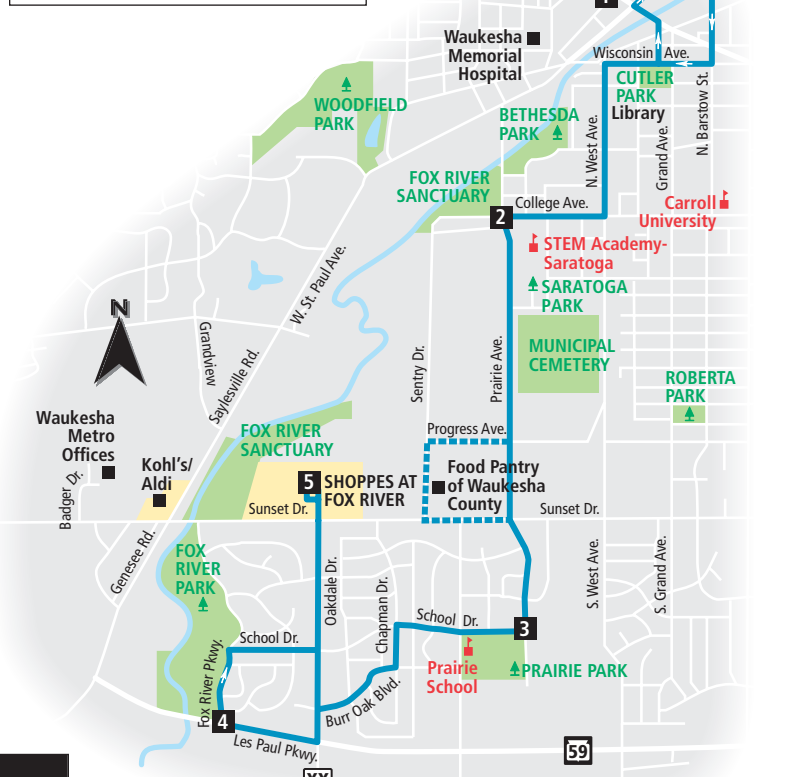 Waukesha
Memorial
Hospital
Wisconsin Ave.
CUTLER
PARK
Library
WOODFIELD
PARK
BETHESDA
PARK
N. West Ave.
Grand Ave.
N. Barstow St.
FOX RIVER
SANCTUARY
College Ave.
2
Carroll
University
STEM Academy-
Saratoga
SARATOGA
PARK
W. St. Paul Ave.
N
Grandview
Saylesville Rd.
Sentry Dr.
Prairie Ave.
MUNICIPAL
CEMETERY
ROBERTA
PARK
Waukesha
Metro
Offices
Kohl's/
Aldi
Badger Dr.
FOX RIVER
SANCTUARY
Progress Ave.
5
SHOPPES AT
FOX RIVER
Food Pantry
of Waukesha
County
Sunset Dr.
Sunset Dr.
Genesee Rd.
FOX
RIVER
PARK
Oakdale Dr.
Chapman Dr.
S. West Ave.
S. Grand Ave.
School Dr.
School Dr.
3
Prairie
School
PRAIRIE PARK
Fox River Pkwy.
4
Burr Oak Blvd.
Les Paul Pkwy.
59
XX